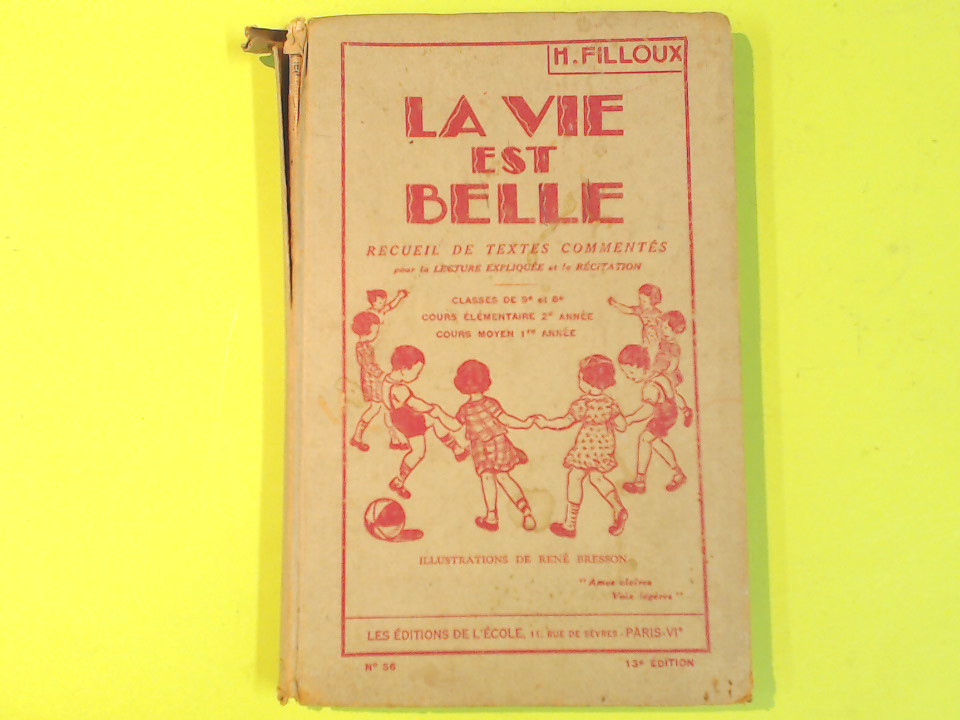 H. FILLOUX
LA VIE
EST
BELLE
RECUEIL DE TEXTES COMMENTÉS
pour la LECTURE EXPLIQUÉE et la RÉCITATION
CLASSES DE 9e et 8e
COURS ÉLÉMENTAIRE 2e ANNÉE
COURS MOYEN 1re ANNÉE
ILLUSTRATIONS DE RENÉ BRESSON
"Ames claires
Voix légères"
LES ÉDITIONS DE L'ÉCOLE, 11, RUE DE SÈVRES - PARIS-VIe
No 56
13e ÉDITION